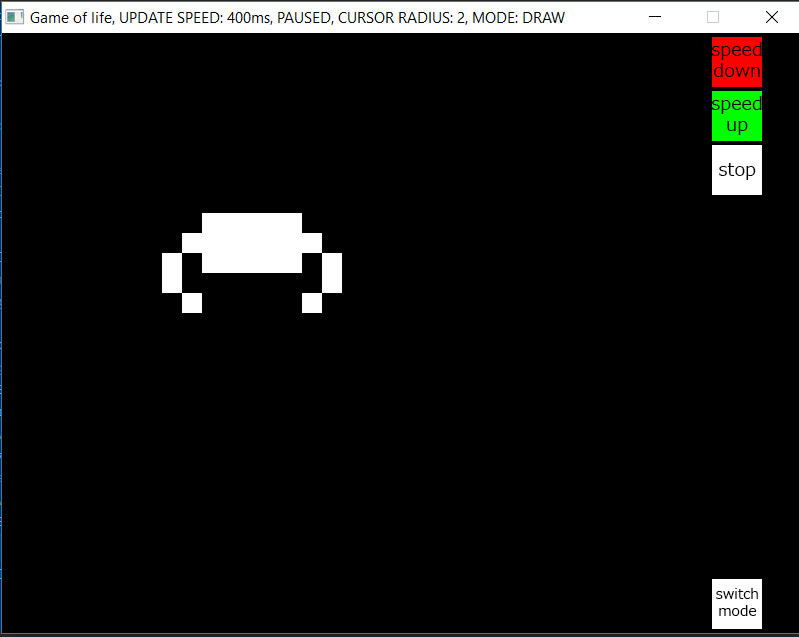 Game of life, UPDATE SPEED: 400ms, PAUSED, CURSOR RADIUS: 2, MODE: DRAW
speed
down
speed
up
stop
switch
mode